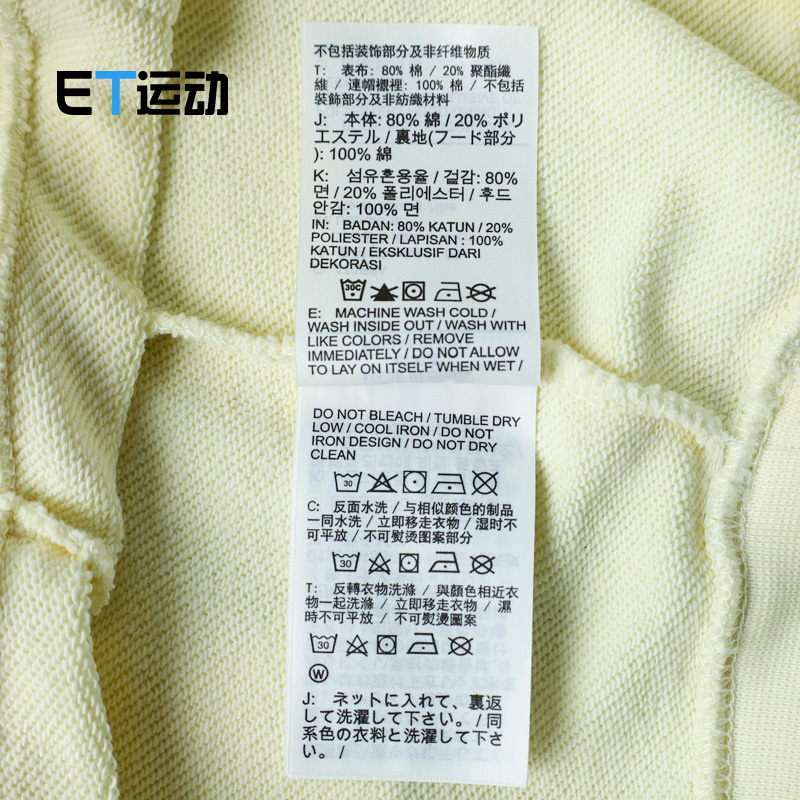 ET运动
不包括装饰部分及非纤维物质
T: 表布: 80% 棉 / 20% 聚酯纖
維 / 連帽襯裡: 100% 棉 / 不包括
裝飾部分及非紡織材料
J: 本体: 80% 綿 / 20% ポリ
エステル / 裏地(フード部分
): 100% 綿
K: 섬유혼용율 / 겉감: 80%
면 / 20% 폴리에스터 / 후드
안감: 100% 면
IN: BADAN: 80% KATUN / 20%
POLIESTER / LAPISAN : 100%
KATUN / EKSKLUSIF DARI
DEKORASI
30C
E: MACHINE WASH COLD /
WASH INSIDE OUT / WASH WITH
LIKE COLORS / REMOVE
IMMEDIATELY / DO NOT ALLOW
TO LAY ON ITSELF WHEN WET /
DO NOT BLEACH / TUMBLE DRY
LOW / COOL IRON / DO NOT
IRON DESIGN / DO NOT DRY
CLEAN
30
C: 反面水洗 / 与相似颜色的制品
一同水洗 / 立即移走衣物 / 湿时不
可平放 / 不可熨烫图案部分
30
T: 反轉衣物洗滌 / 與顏色相近衣
物一起洗滌 / 立即移走衣物 / 濕
時不可平放 / 不可熨燙圖案
30
W
J: ネットに入れて、裏返
して洗濯して下さい。/ 同
系色の衣料と洗濯して下さ
い。/